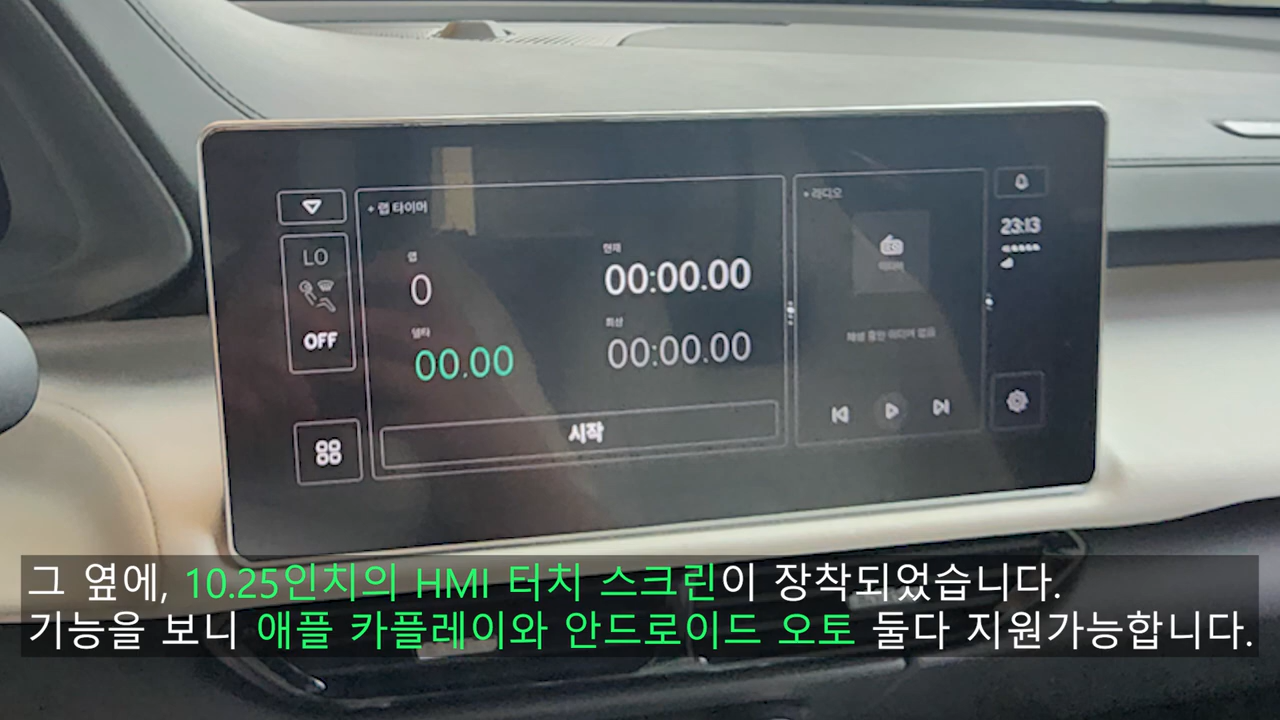 + 랩 타이머
+ 라디오
LO
OFF
랩
0
현재
00:00.00
델타
00.00
최신
00:00.00
시작
23:13
그 옆에, 10.25인치의 HMI 터치 스크린이 장착되었습니다.
기능을 보니 애플 카플레이와 안드로이드 오토 둘다 지원가능합니다.